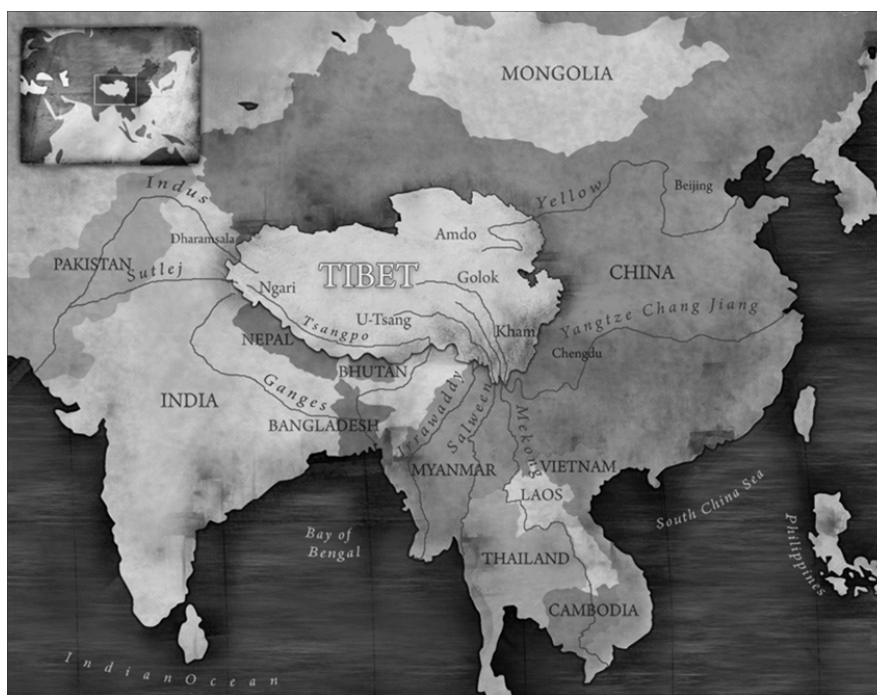 MONGOLIA
Indus
Yellow
Beijing
Dharamsala
Amdo
PAKISTAN
Sutlej
TIBET
Golok
CHINA
Ngari
U-Tsang
Kham
Yangtze Chang Jiang
Tsangpo
NEPAL
Chengdu
BHUTAN
INDIA
Ganges
BANGLADESH
Irrawaddy
Salween
Mekong
MYANMAR
VIETNAM
LAOS
South China Sea
Philippines
Bay of
Bengal
THAILAND
CAMBODIA
Indian Ocean